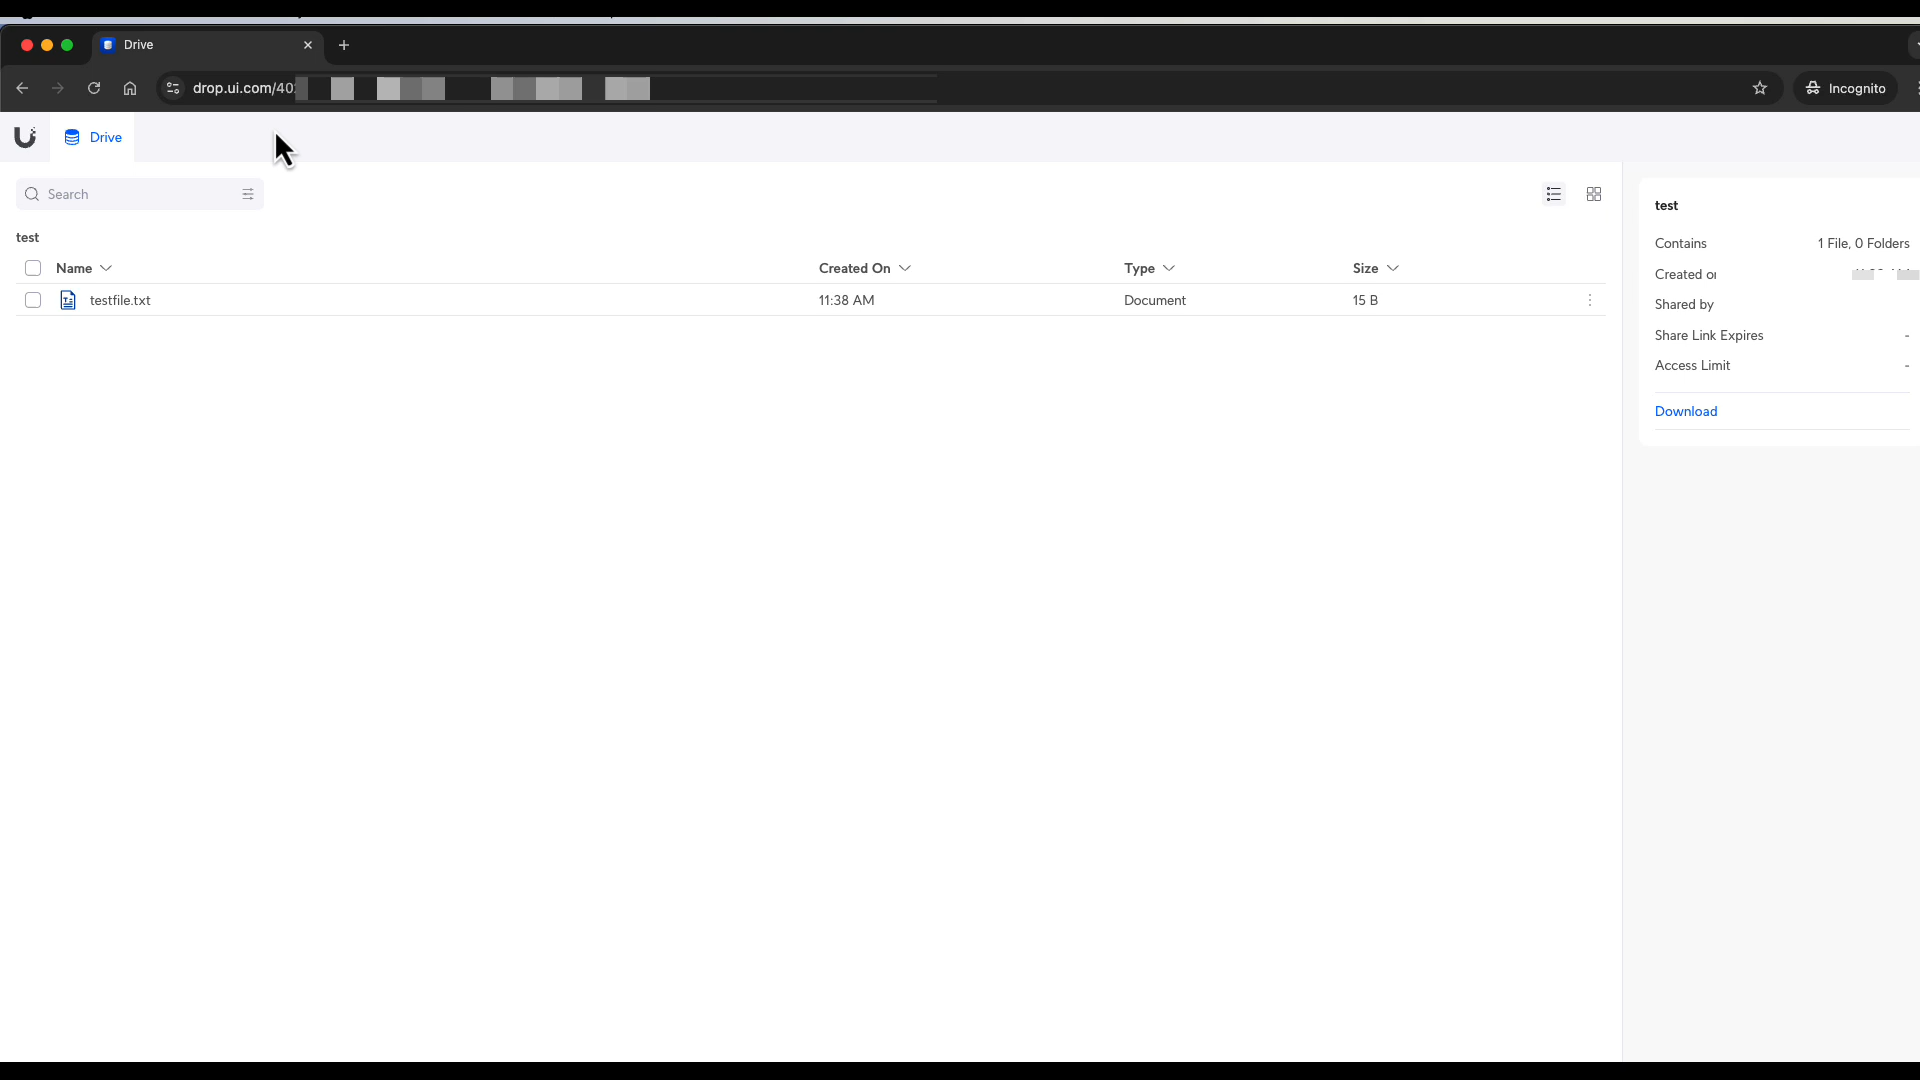 Drive
drop.ui.com/40
Incognito
Drive
Search
test
Name Created On Type Size
testfile.txt 11:38 AM Document 15 B
test
Contains 1 File, 0 Folders
Created on
Shared by
Share Link Expires -
Access Limit -
Download